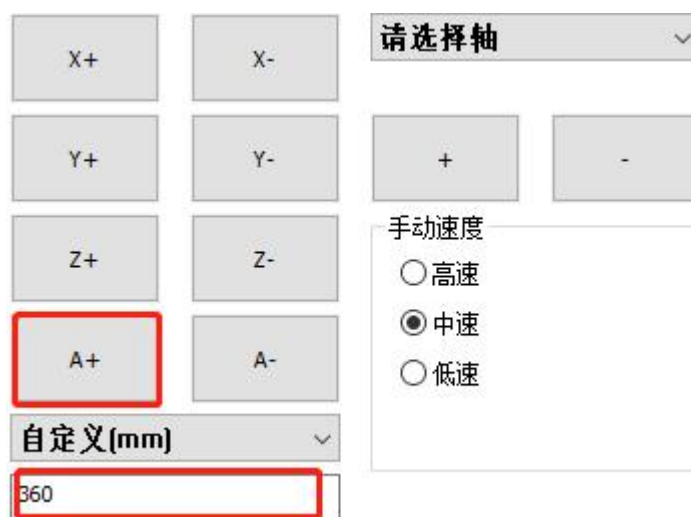 X+ X- 请选择轴
Y+ Y- + -
手动速度
Z+ Z- 高速
中速
A+ A- 低速
自定义(mm)
360